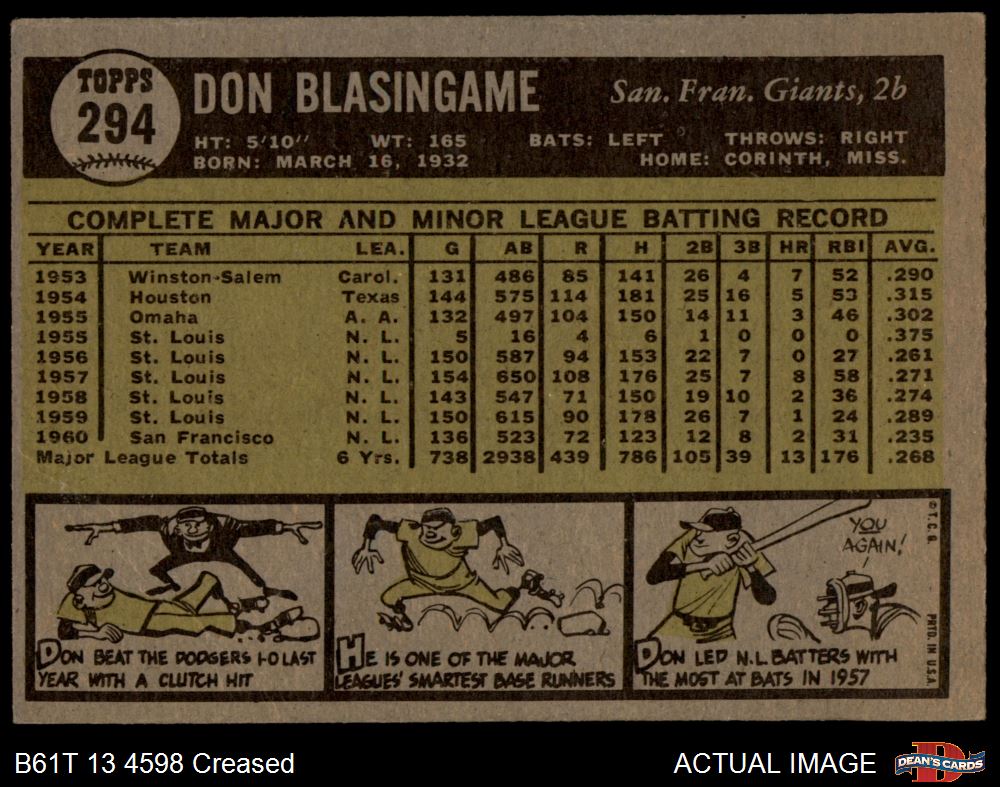 TOPPS
294
DON BLASINGAME
San. Fran. Giants, 2b
HT: 5'10" WT: 165 BATS: LEFT THROWS: RIGHT
BORN: MARCH 16, 1932 HOME: CORINTH, MISS.
COMPLETE MAJOR AND MINOR LEAGUE BATTING RECORD
YEAR TEAM LEA. G AB R H 2B 3B HR RBI AVG.
1953 Winston-Salem Carol. 131 486 85 141 26 4 7 52 .290
1954 Houston Texas 144 575 114 181 25 16 5 53 .315
1955 Omaha A. A. 132 497 104 150 14 11 3 46 .302
1955 St. Louis N. L. 5 16 4 6 1 0 0 0 .375
1956 St. Louis N. L. 150 587 94 153 22 7 0 27 .261
1957 St. Louis N. L. 154 650 108 176 25 7 8 58 .271
1958 St. Louis N. L. 143 547 71 150 19 10 2 36 .274
1959 St. Louis N. L. 150 615 90 178 26 7 1 24 .289
1960 San Francisco N. L. 136 523 72 123 12 8 2 31 .235
Major League Totals 6 Yrs. 738 2938 439 786 105 39 13 176 .268
DON BEAT THE DODGERS 1-0 LAST
YEAR WITH A CLUTCH HIT
HE IS ONE OF THE MAJOR
LEAGUES' SMARTEST BASE RUNNERS
YOU
AGAIN!
DON LED N.L. BATTERS WITH
THE MOST AT BATS IN 1957
© T. C. G.
PRTD. IN U.S.A.
B61T 13 4598 Creased
ACTUAL IMAGE
DEAN'S CARDS